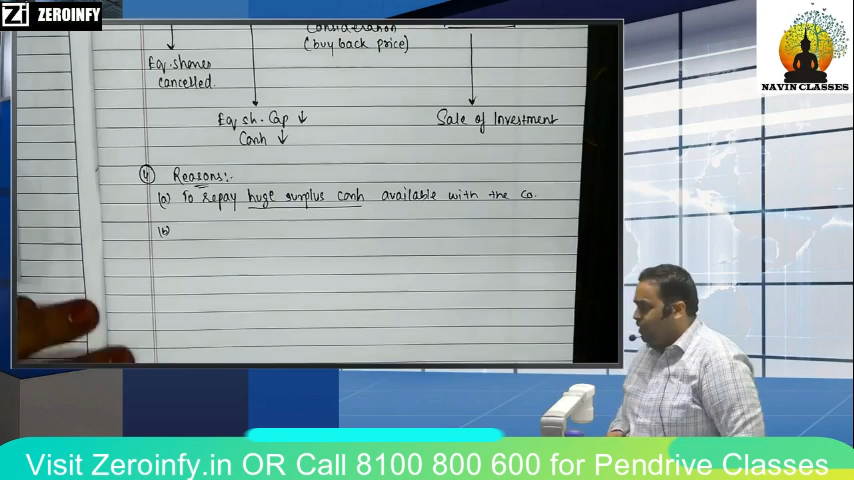 Zi ZEROINFY
Consideration
(buy back price)
Eq. shares
cancelled.
Eq. sh. Cap ↓
Cash ↓
Sale of Investment
NAVIN CLASSES
(4) Reasons:.
(a) To repay huge surplus cash available with the Co.
(b)
Visit Zeroinfy.in OR Call 8100 800 600 for Pendrive Classes